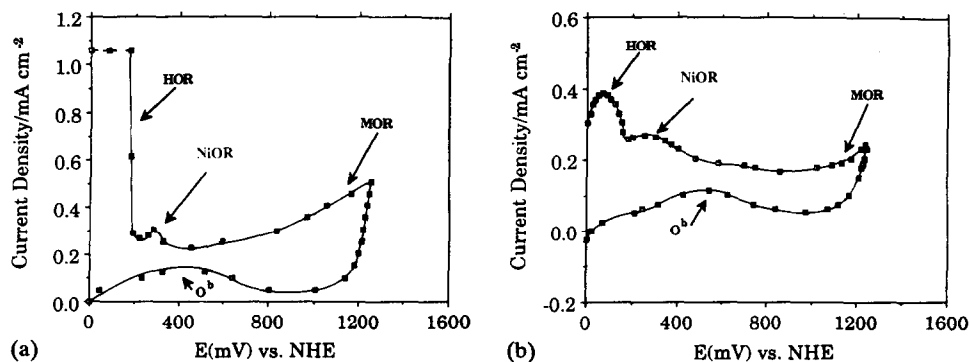 (a)
Current Density/mA cm⁻²
1.2
1.0
0.8
0.6
0.4
0.2
0.0
HOR
NiOR
MOR
Oᵇ
0
400
800
1200
1600
E(mV) vs. NHE
(b)
Current Density/mA cm⁻²
0.6
0.4
0.2
0.0
-0.2
HOR
NiOR
MOR
Oᵇ
0
400
800
1200
1600
E(mV) vs. NHE